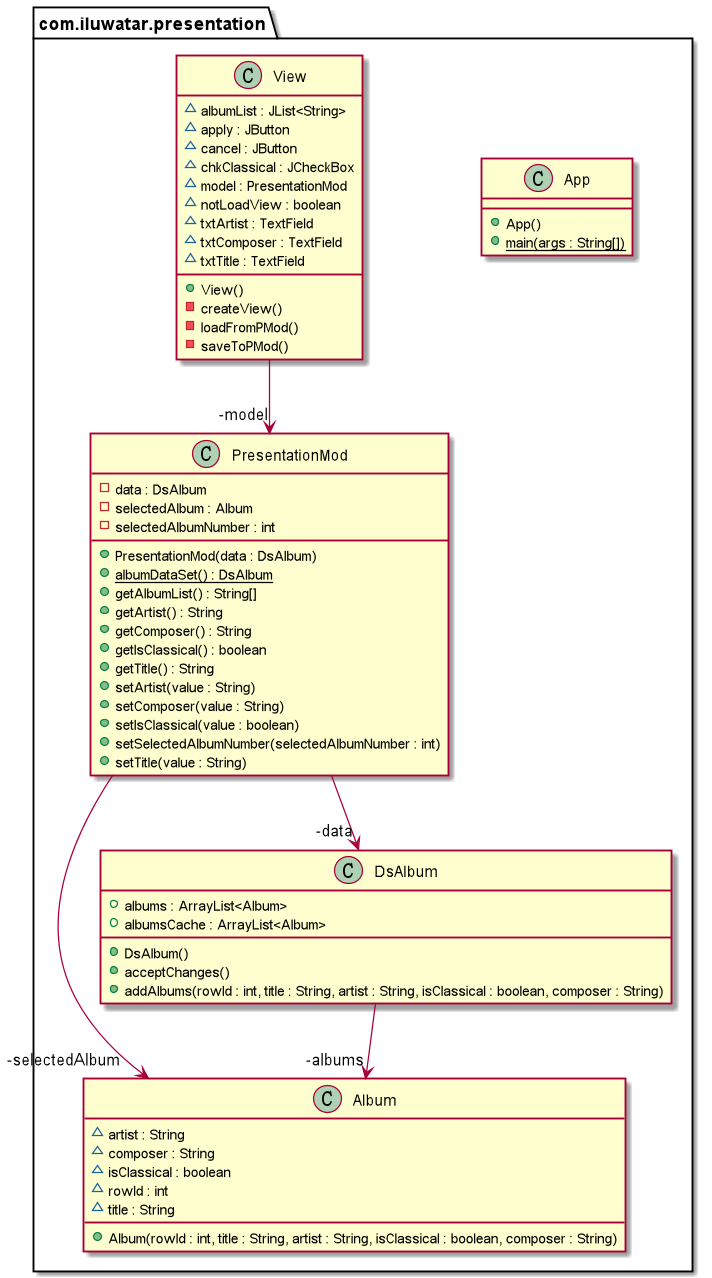 com.iluwatar.presentation
C View
albumList : JList<String>
apply : JButton
cancel : JButton
chkClassical : JCheckBox
model : PresentationMod
notLoadView : boolean
txtArtist : TextField
txtComposer : TextField
txtTitle : TextField
View()
createView()
loadFromPMod()
saveToPMod()
C App
App()
main(args : String[])
-model
C PresentationMod
data : DsAlbum
selectedAlbum : Album
selectedAlbumNumber : int
PresentationMod(data : DsAlbum)
albumDataSet() : DsAlbum
getAlbumList() : String[]
getArtist() : String
getComposer() : String
getIsClassical() : boolean
getTitle() : String
setArtist(value : String)
setComposer(value : String)
setIsClassical(value : boolean)
setSelectedAlbumNumber(selectedAlbumNumber : int)
setTitle(value : String)
-data
C DsAlbum
albums : ArrayList<Album>
albumsCache : ArrayList<Album>
DsAlbum()
acceptChanges()
addAlbums(rowId : int, title : String, artist : String, isClassical : boolean, composer : String)
-selectedAlbum
-albums
C Album
artist : String
composer : String
isClassical : boolean
rowId : int
title : String
Album(rowId : int, title : String, artist : String, isClassical : boolean, composer : String)